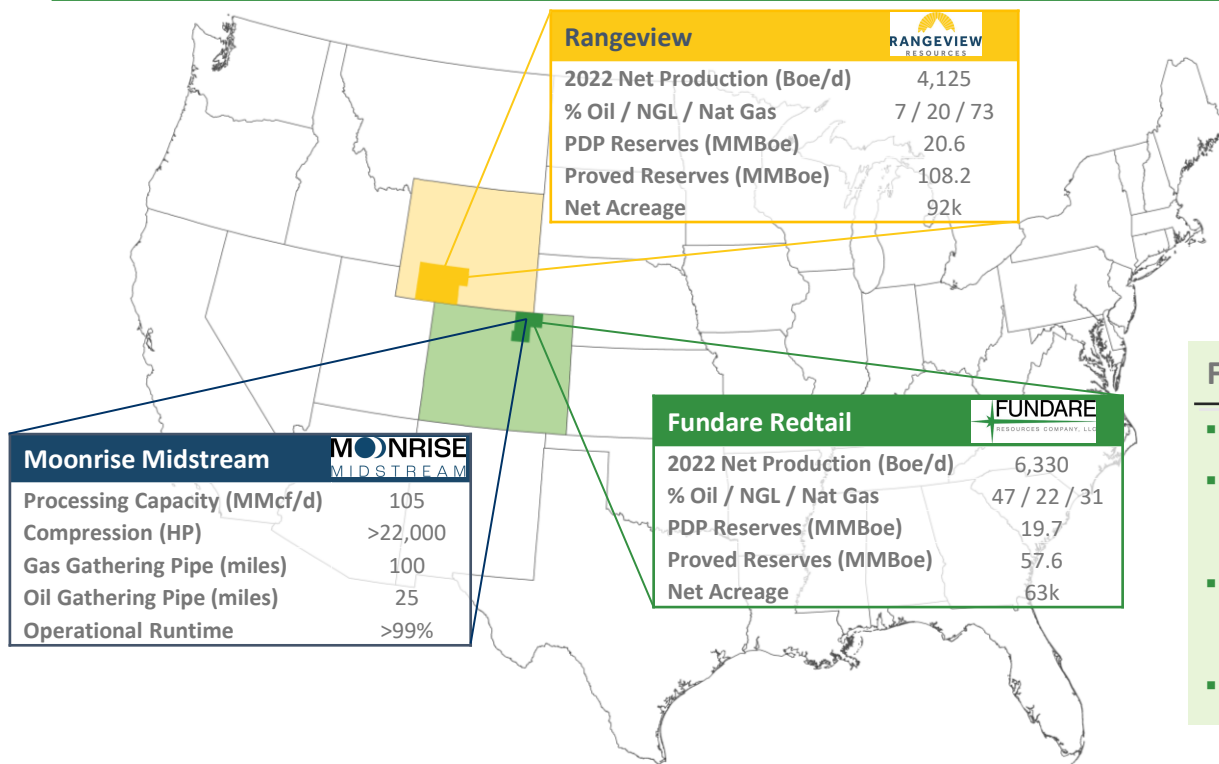 Rangeview
RANGEVIEW
RESOURCES
2022 Net Production (Boe/d) 4,125
% Oil / NGL / Nat Gas 7 / 20 / 73
PDP Reserves (MMBoe) 20.6
Proved Reserves (MMBoe) 108.2
Net Acreage 92k
F
Fundare Redtail
FUNDARE
RESOURCES COMPANY, LLC
2022 Net Production (Boe/d) 6,330
% Oil / NGL / Nat Gas 47 / 22 / 31
PDP Reserves (MMBoe) 19.7
Proved Reserves (MMBoe) 57.6
Net Acreage 63k
Moonrise Midstream
MOONRISE
MIDSTREAM
Processing Capacity (MMcf/d) 105
Compression (HP) >22,000
Gas Gathering Pipe (miles) 100
Oil Gathering Pipe (miles) 25
Operational Runtime >99%